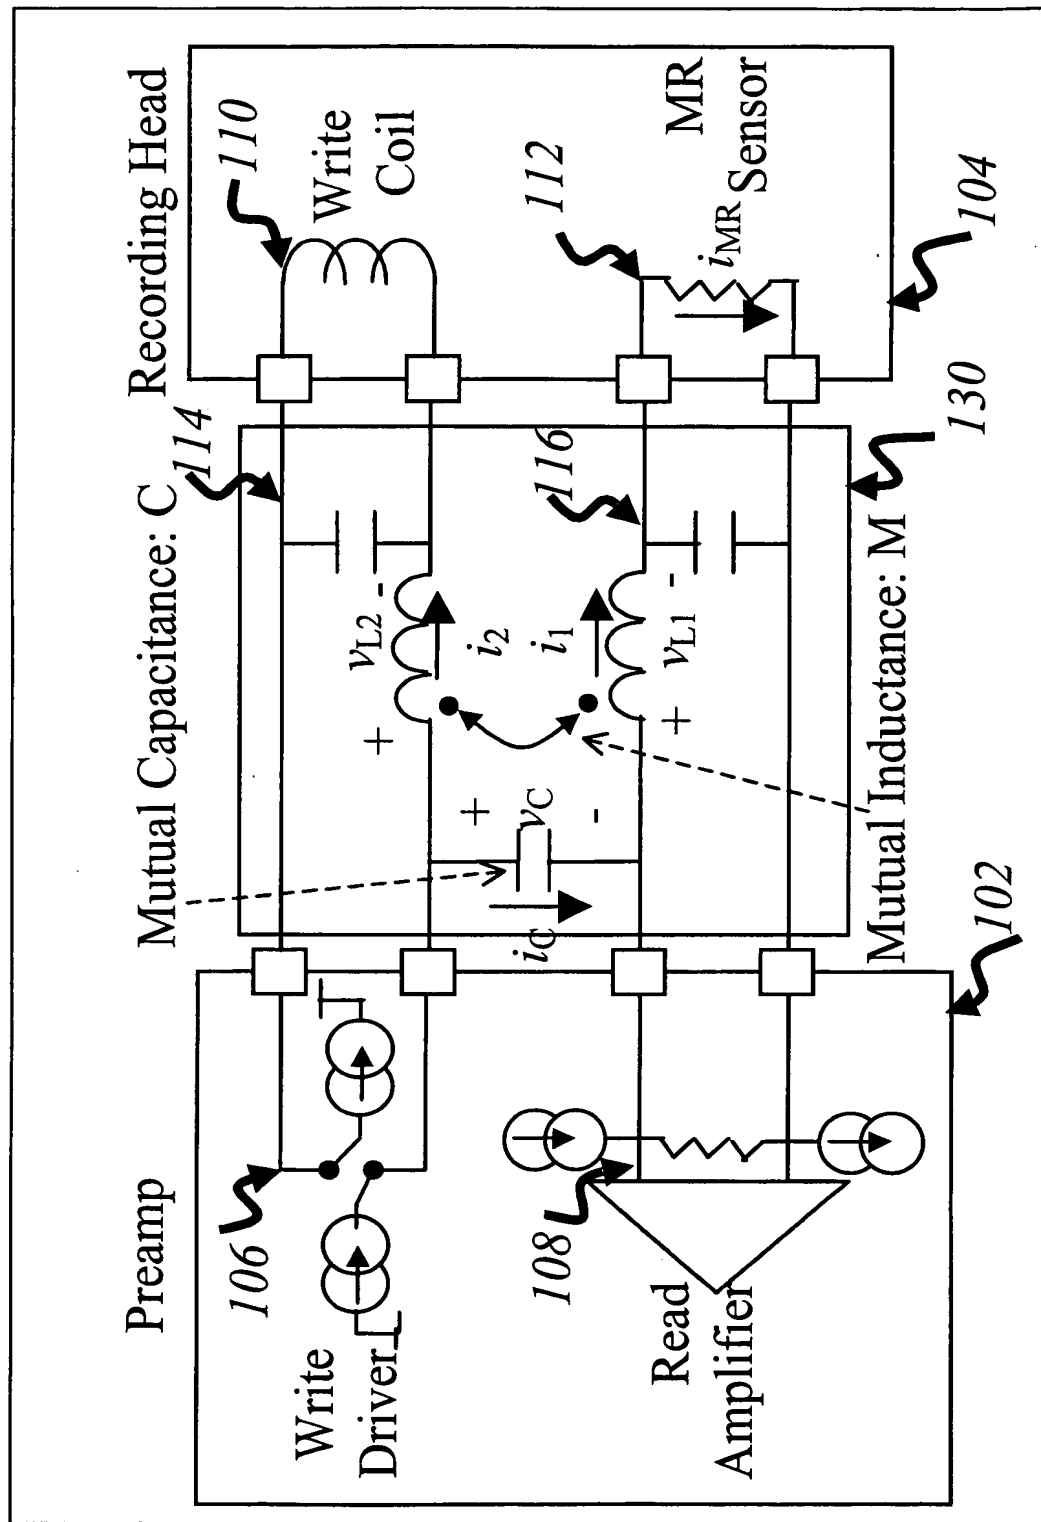 Preamp
Mutual Capacitance: C
Recording Head
106
Write
Driver
114
110
Write
Coil
+
vL2
-
i2
i1
+
vC
-
iC
+
vL1
-
116
112
iMR
MR
Sensor
108
Read
Amplifier
Mutual Inductance: M
102
130
104